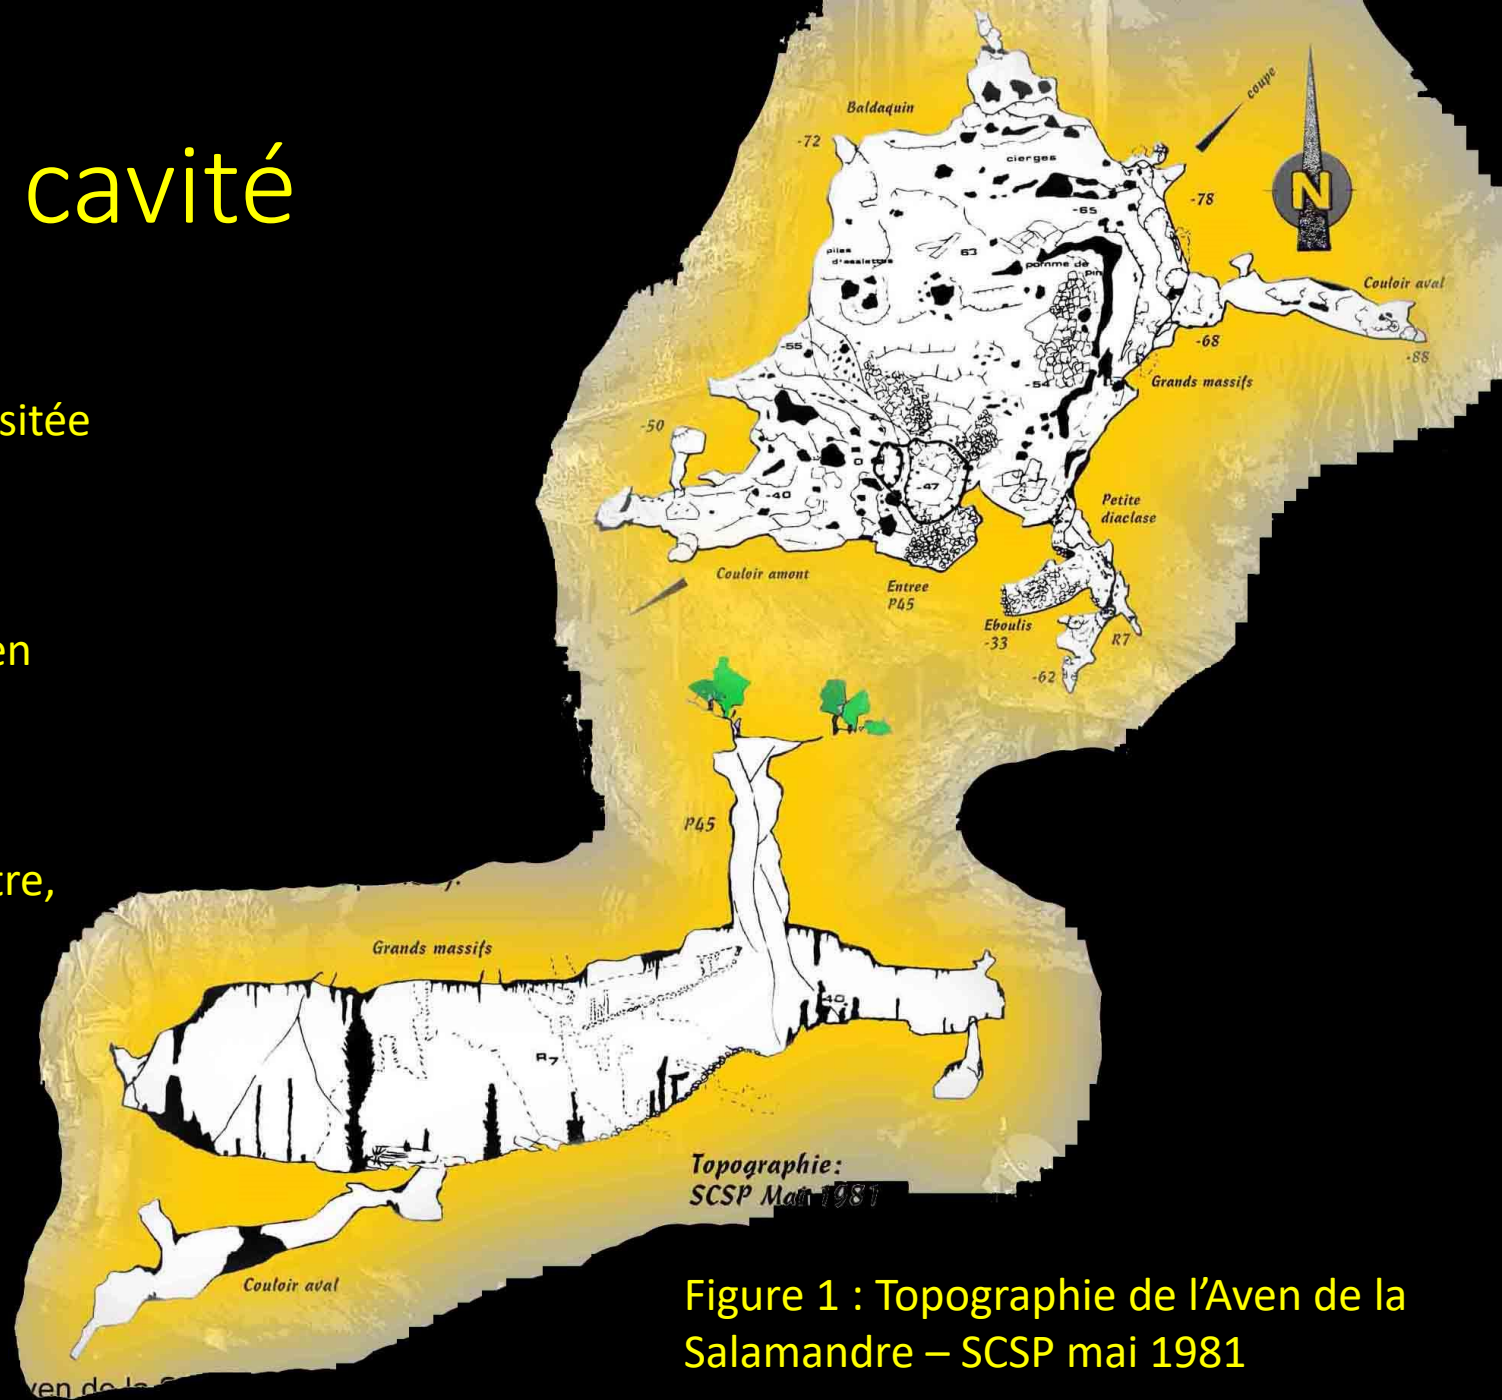 cavité
sitée
en
tre,
coupe
Baldaquin
-72
cierges
N
-78
-65
piles
d'assiettes
63
pomme de
pin
Couloir aval
-68
-88
-55
-54
Grands massifs
-50
0
-47
-40
Petite
diaclase
Couloir amont
Entree
P45
Eboulis
-33
R7
-62
P45
Grands massifs
40
R7
Topographie:
SCSP Mai 1981
Couloir aval
Figure 1 : Topographie de l’Aven de la
Salamandre – SCSP mai 1981